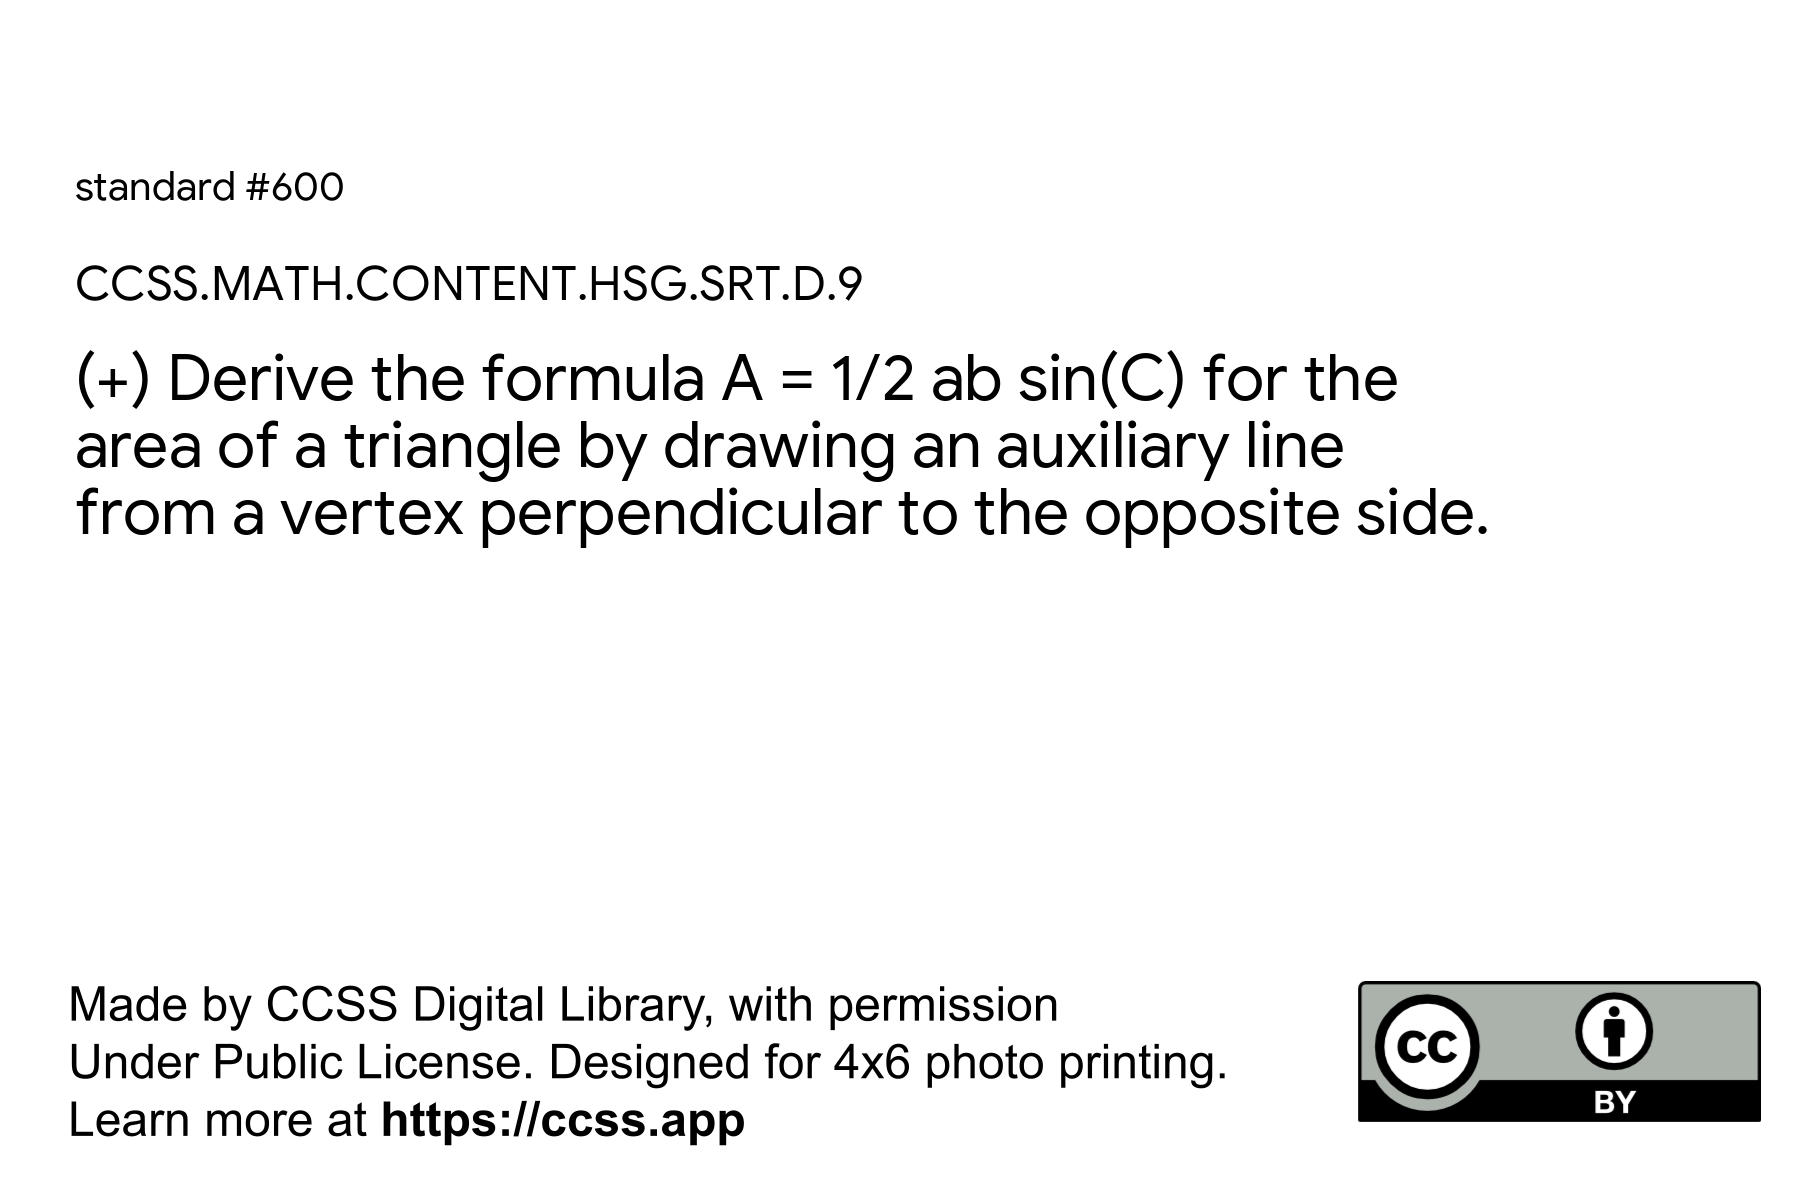 standard #600
CCSS.MATH.CONTENT.HSG.SRT.D.9
(+) Derive the formula A = 1/2 ab sin(C) for the
area of a triangle by drawing an auxiliary line
from a vertex perpendicular to the opposite side.
Made by CCSS Digital Library, with permission
Under Public License. Designed for 4x6 photo printing.
Learn more at https://ccss.app
CC
BY